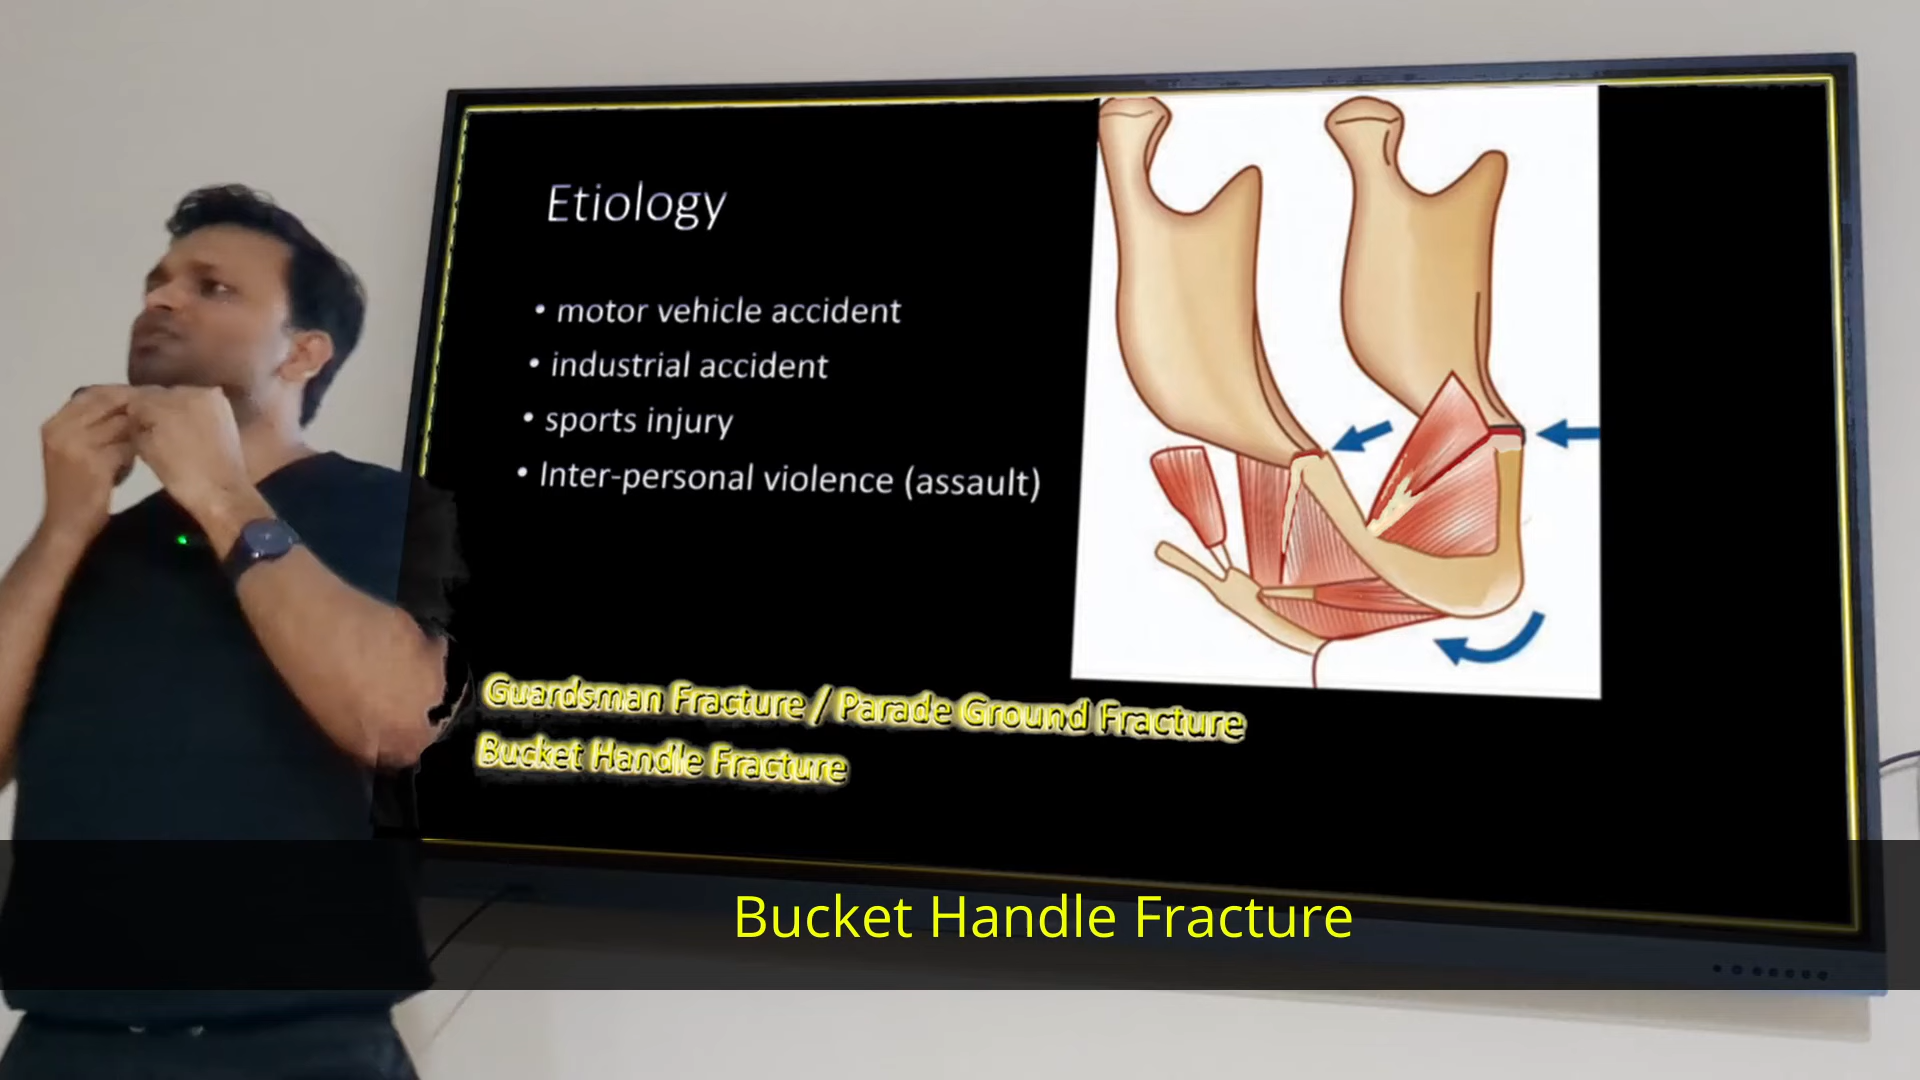 Etiology
• motor vehicle accident
• industrial accident
• sports injury
• Inter-personal violence (assault)
Guardsman Fracture / Parade Ground Fracture
Bucket Handle Fracture
Bucket Handle Fracture